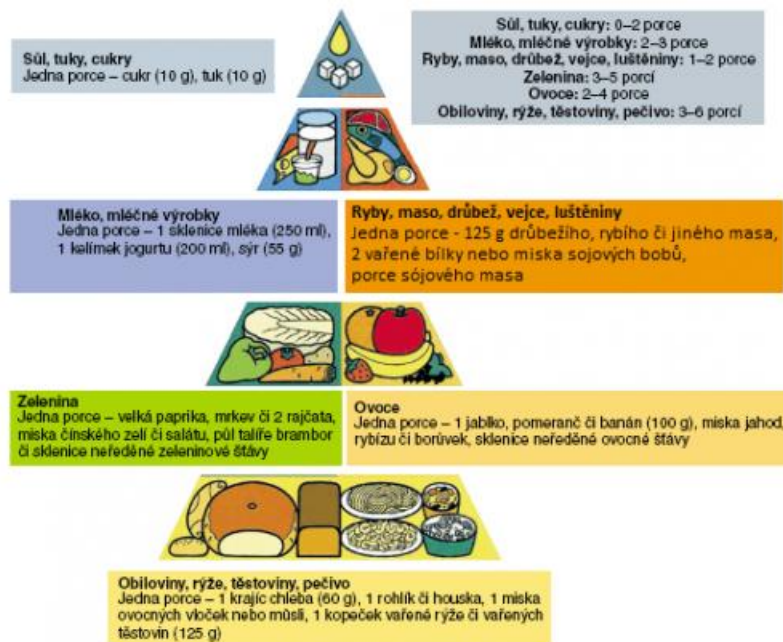 Sůl, tuky, cukry
Jedna porce – cukr (10 g), tuk (10 g)
Sůl, tuky, cukry: 0–2 porce
Mléko, mléčné výrobky: 2–3 porce
Ryby, maso, drůbež, vejce, luštěniny: 1–2 porce
Zelenina: 3–5 porcí
Ovoce: 2–4 porce
Obiloviny, rýže, těstoviny, pečivo: 3–6 porcí
Mléko, mléčné výrobky
Jedna porce – 1 sklenice mléka (250 ml),
1 kelímek jogurtu (200 ml), sýr (55 g)
Ryby, maso, drůbež, vejce, luštěniny
Jedna porce - 125 g drůbežího, rybího či jiného masa,
2 vařené bílky nebo miska sojových bobů,
porce sójového masa
Zelenina
Jedna porce – velká paprika, mrkev či 2 rajčata,
miska čínského zelí či salátu, půl talíře brambor
či sklenice neředěné zeleninové šťávy
Ovoce
Jedna porce – 1 jablko, pomeranč či banán (100 g), miska jahod,
rybízu či borůvek, sklenice neředěné ovocné šťávy
Obiloviny, rýže, těstoviny, pečivo
Jedna porce – 1 krajíc chleba (60 g), 1 rohlík či houska, 1 miska
ovocných vloček nebo műsli, 1 kopeček vařené rýže či vařených
těstovin (125 g)